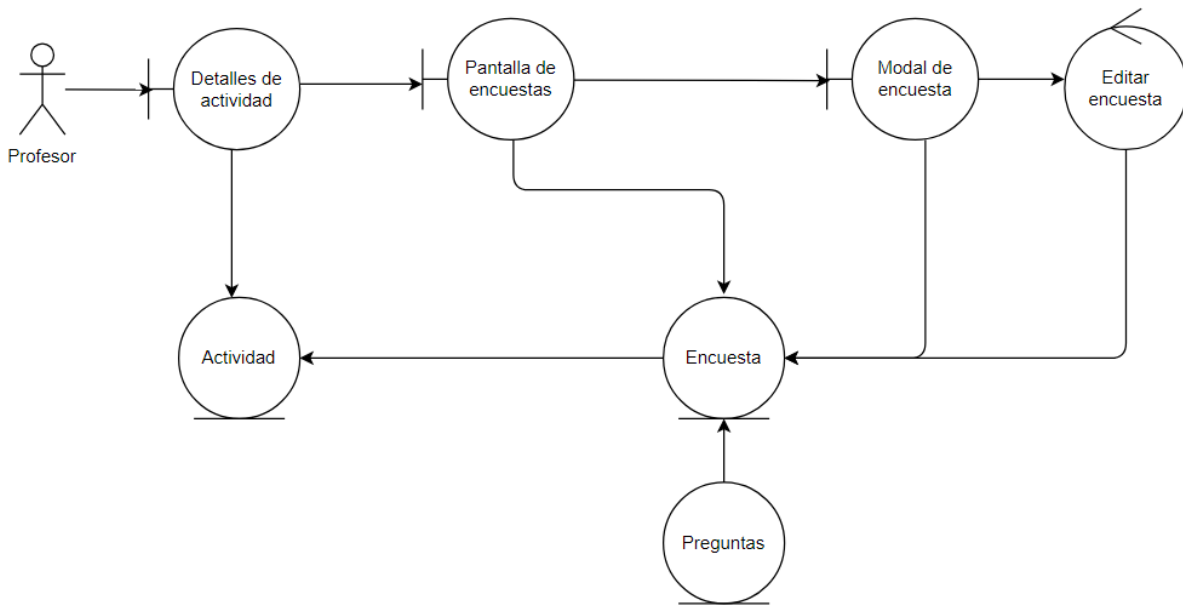 Profesor
Detalles de
actividad
Pantalla de
encuestas
Modal de
encuesta
Editar
encuesta
Actividad
Encuesta
Preguntas